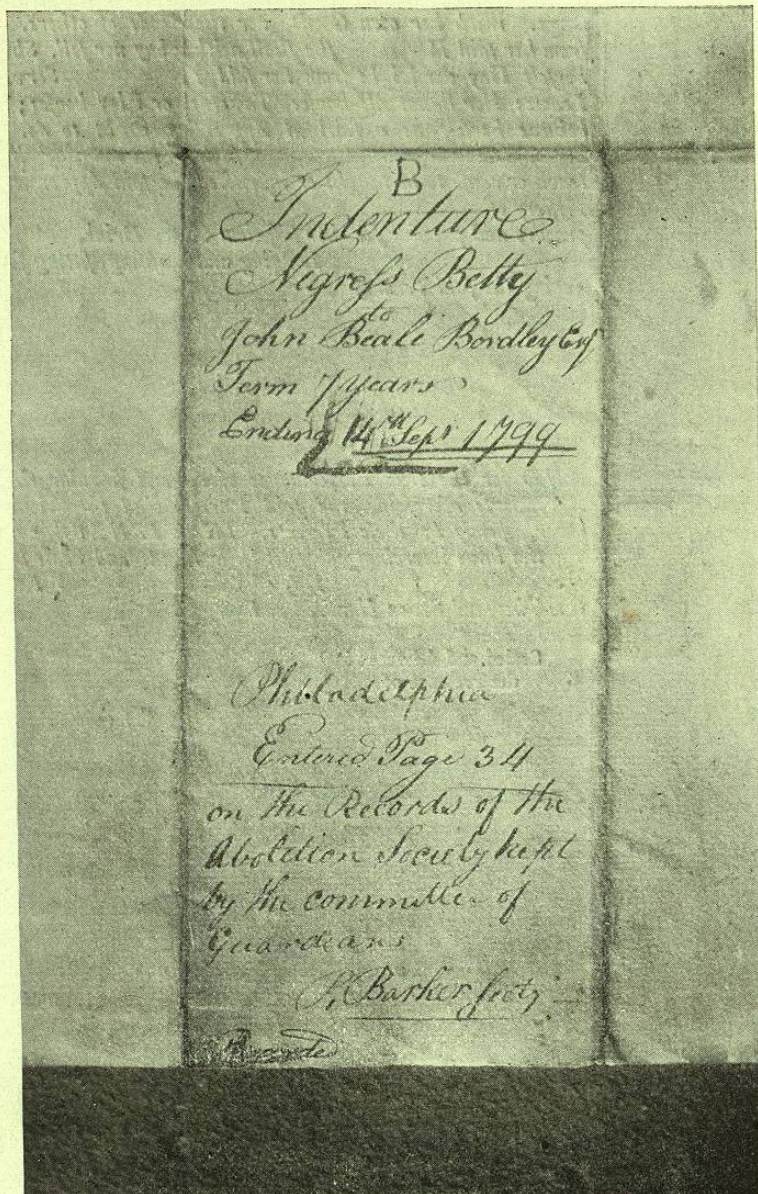 B
Indenture
Negress Betty
to
John Beale Bordley Esq
Term 7 years
Ending 14th Sepr 1799
Philadelphia
Entered Page 34
on the Records of the
Abolition Society kept
by the committee of
Guardians
P. Barker Secty